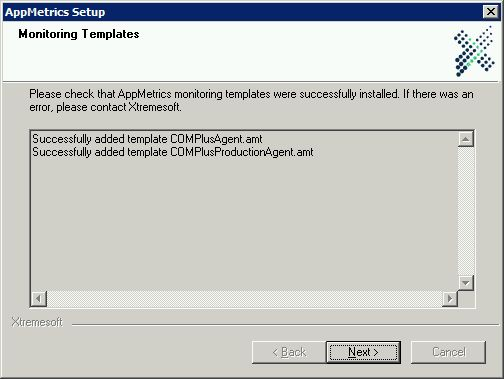 AppMetrics Setup
Monitoring Templates
Please check that AppMetrics monitoring templates were successfully installed. If there was an
error, please contact Xtremesoft.
Successfully added template COMPlusAgent.amt
Successfully added template COMPlusProductionAgent.amt
Xtremesoft
< Back
Next >
Cancel